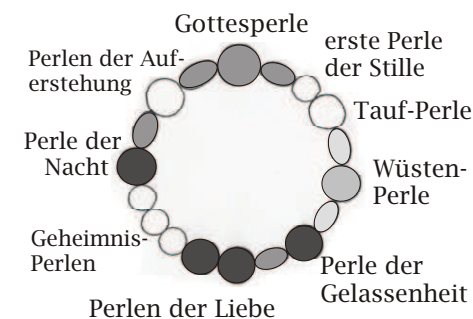 Gottesperle
erste Perle
der Stille
Tauf-Perle
Wüsten-
Perle
Perle der
Gelassenheit
Perlen der Liebe
Geheimnis-
Perlen
Perle der
Nacht
Perlen der Auf-
erstehung